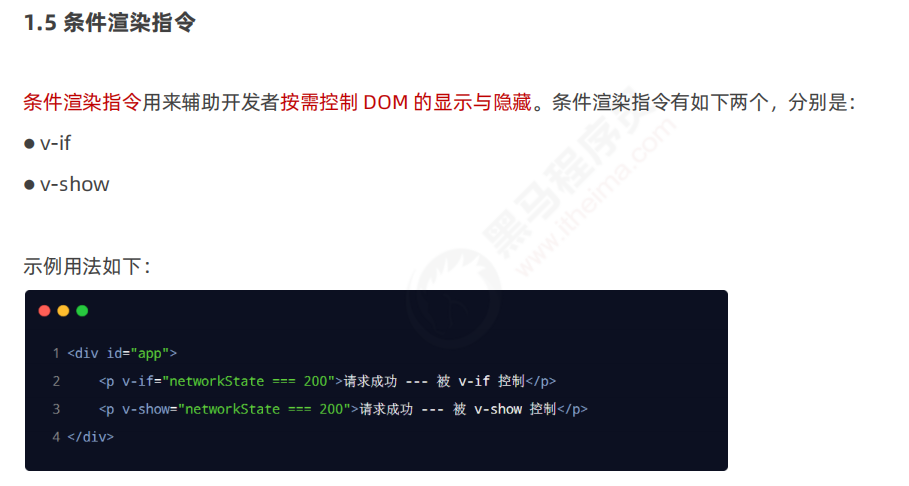 1.5 条件渲染指令
条件渲染指令用来辅助开发者按需控制 DOM 的显示与隐藏。条件渲染指令有如下两个，分别是：
● v-if
● v-show
黑马程序员
www.itheima.com
示例用法如下：
1 <div id="app">
2     <p v-if="networkState === 200">请求成功 --- 被 v-if 控制</p>
3     <p v-show="networkState === 200">请求成功 --- 被 v-show 控制</p>
4 </div>